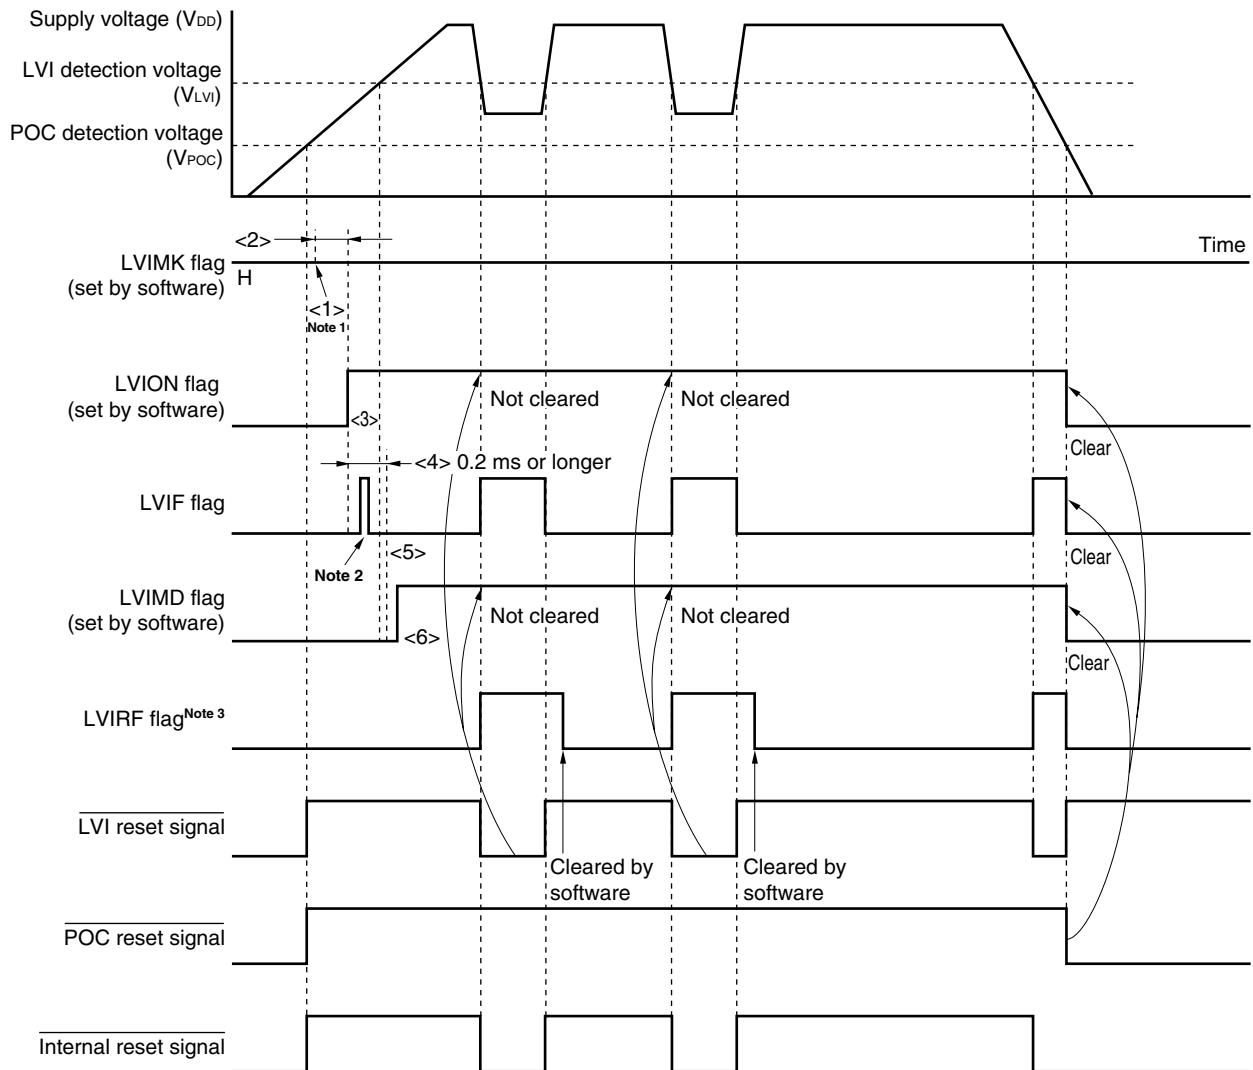 Supply voltage (VDD)
LVI detection voltage
(VLVI)
POC detection voltage
(VPOC)
<2>
Time
LVIMK flag
(set by software)
H
<1>
Note 1
LVION flag
(set by software)
Not cleared
Not cleared
<3>
Clear
<4> 0.2 ms or longer
LVIF flag
<5>
Clear
Note 2
LVIMD flag
(set by software)
Not cleared
Not cleared
<6>
Clear
LVIRF flagNote 3
LVI reset signal
Cleared by
software
Cleared by
software
POC reset signal
Internal reset signal